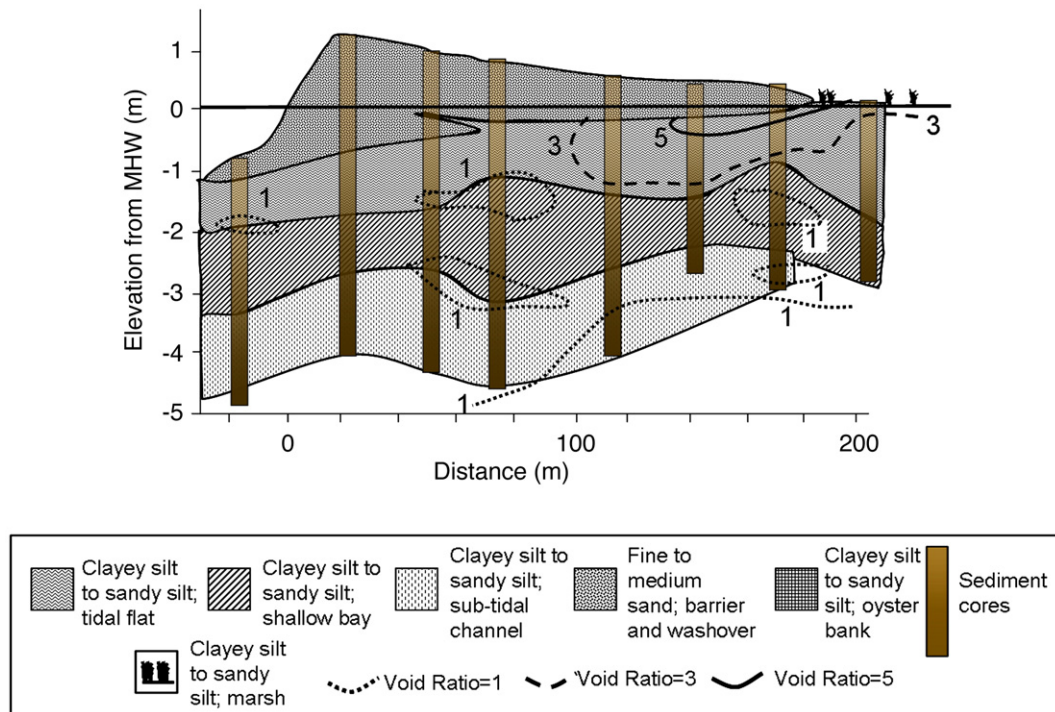 1
0
-1
-2
-3
-4
-5
Elevation from MHW (m)
1
1
3
5
3
1
1
1
1
1
0
100
200
Distance (m)
Clayey silt
to sandy silt;
tidal flat
Clayey silt to
sandy silt;
shallow bay
Clayey silt to
sandy silt;
sub-tidal
channel
Fine to
medium
sand; barrier
and washover
Clayey silt
to sandy
silt; oyster
bank
Sediment
cores
Clayey silt
to sandy
silt; marsh
Void Ratio=1
Void Ratio=3
Void Ratio=5